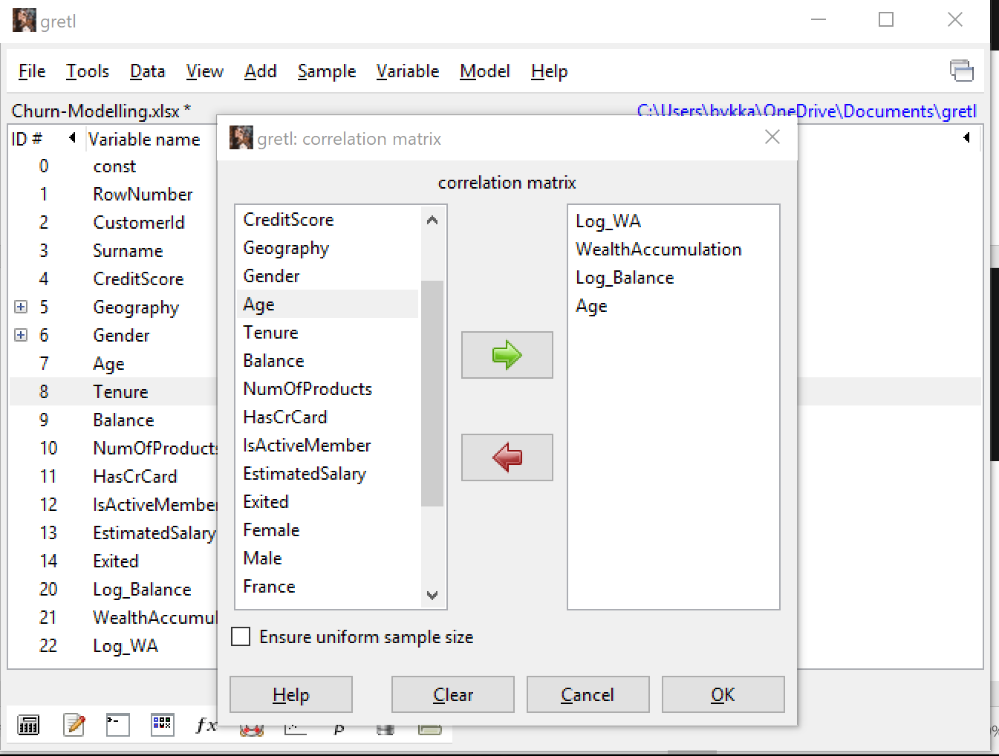 gretl
File Tools Data View Add Sample Variable Model Help
Churn-Modelling.xlsx * C:\Users\bykka\OneDrive\Documents\gretl
ID # Variable name
0 const
1 RowNumber
2 CustomerId
3 Surname
4 CreditScore
5 Geography
6 Gender
7 Age
8 Tenure
9 Balance
10 NumOfProducts
11 HasCrCard
12 IsActiveMember
13 EstimatedSalary
14 Exited
20 Log_Balance
21 WealthAccumul
22 Log_WA
gretl: correlation matrix
correlation matrix
CreditScore
Geography
Gender
Age
Tenure
Balance
NumOfProducts
HasCrCard
IsActiveMember
EstimatedSalary
Exited
Female
Male
France
Log_WA
WealthAccumulation
Log_Balance
Age
Ensure uniform sample size
Help Clear Cancel OK
fx